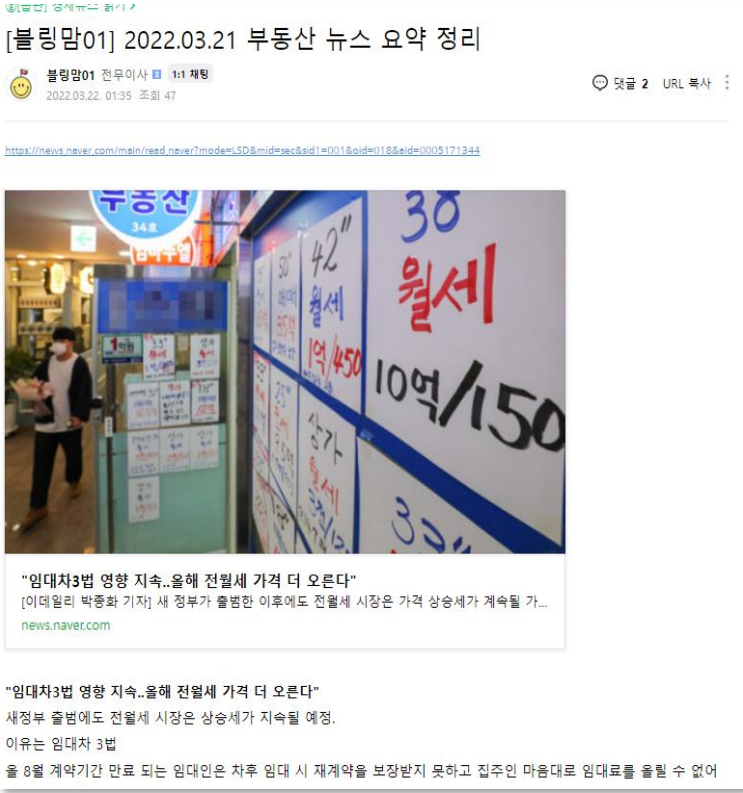 [블링맘01] 2022.03.21 부동산 뉴스 요약 정리
블링맘01 전무이사 1:1 채팅
댓글 2 URL 복사
2022.03.22. 01:35 조회 47
https://news.naver.com/main/read.naver?mode=LSD&mid=sec&sid1=001&oid=018&aid=0005171344
부동산
34호
38
월세
10억/150
42"
월세
1억/450
상가
월세
33"
"임대차3법 영향 지속..올해 전월세 가격 더 오른다"
[이데일리 박종화 기자] 새 정부가 출범한 이후에도 전월세 시장은 가격 상승세가 계속될 가...
news.naver.com
"임대차3법 영향 지속..올해 전월세 가격 더 오른다"
새정부 출범에도 전월세 시장은 상승세가 지속될 예정.
이유는 임대차 3법
올 8월 계약기간 만료 되는 임대인은 차후 임대 시 재계약을 보장받지 못하고 집주인 마음대로 임대료를 올릴 수 없어